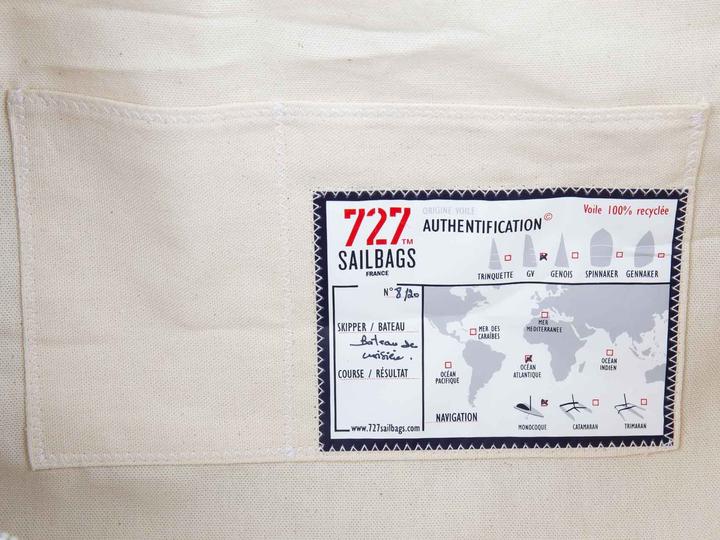 727™
SAILBAGS
FRANCE
ORIGINE VOILE
AUTHENTIFICATION©
Voile 100% recyclée
TRINQUETTE GV GENOIS SPINNAKER GENNAKER
N° 8/20
SKIPPER / BATEAU
Bateau de
croisière.
COURSE / RÉSULTAT
www.727sailbags.com
MER DES
CARAÏBES
MER
MEDITERRANÉE
OCÉAN
PACIFIQUE
OCÉAN
ATLANTIQUE
OCÉAN
INDIEN
NAVIGATION
MONOCOQUE CATAMARAN TRIMARAN